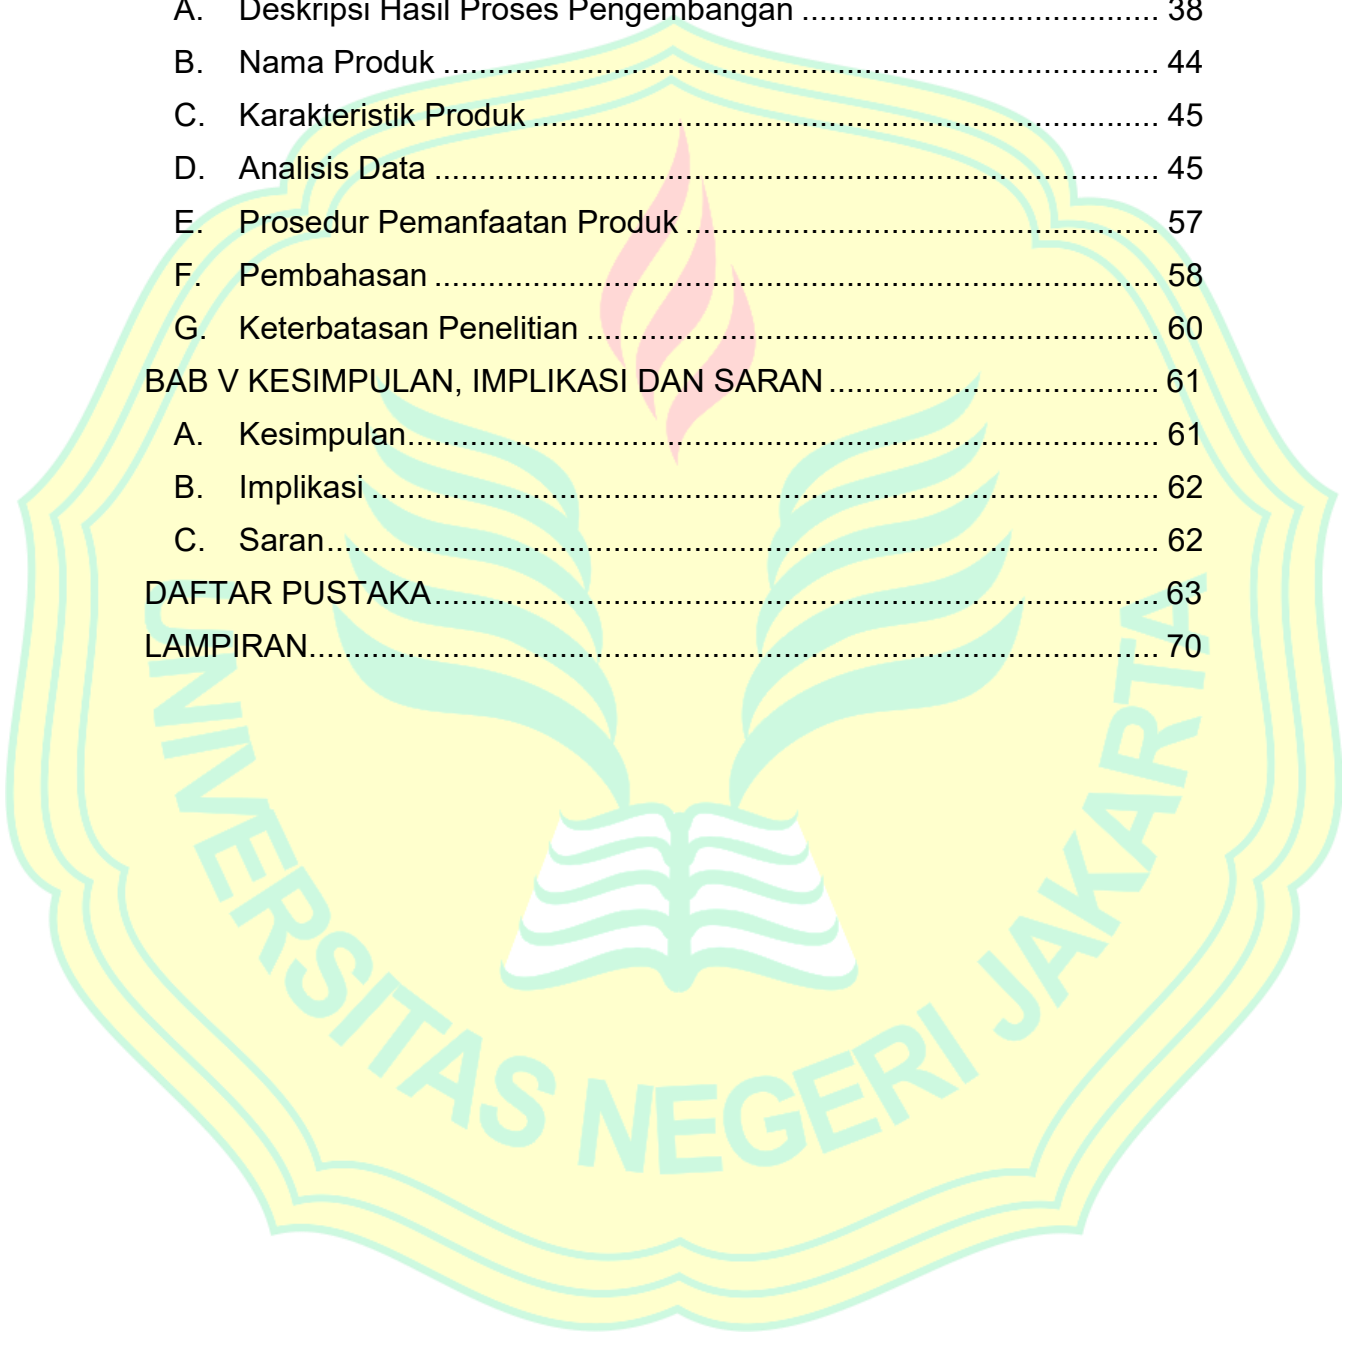 A. Deskripsi Hasil Proses Pengembangan ........................................ 38
B. Nama Produk ................................................................................ 44
C. Karakteristik Produk ...................................................................... 45
D. Analisis Data ................................................................................. 45
E. Prosedur Pemanfaatan Produk ..................................................... 57
F. Pembahasan ................................................................................. 58
G. Keterbatasan Penelitian ................................................................ 60
BAB V KESIMPULAN, IMPLIKASI DAN SARAN ..................................... 61
A. Kesimpulan.................................................................................... 61
B. Implikasi ........................................................................................ 62
C. Saran............................................................................................. 62
DAFTAR PUSTAKA................................................................................. 63
LAMPIRAN............................................................................................... 70
UNIVERSITAS NEGERI JAKARTA